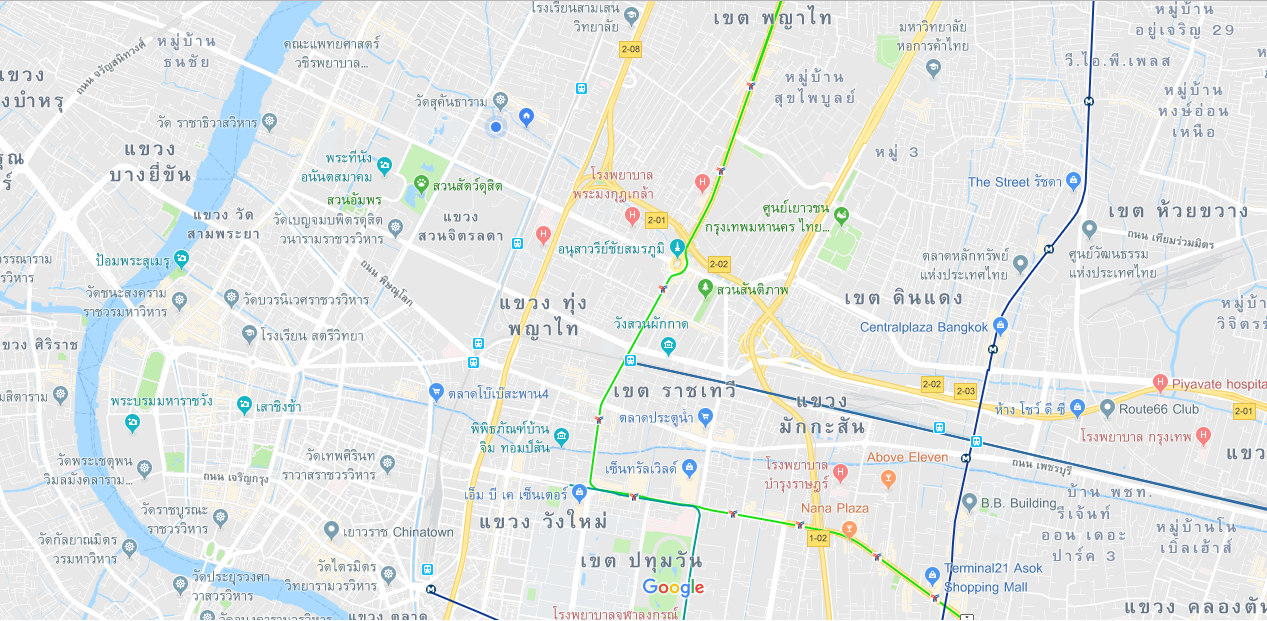 โรงเรียนสามเสน
วิทยาลัย
เขต พญาไท
หมู่บ้าน
อยู่เจริญ 29
หมู่บ้าน
ธนชัย
คณะแพทยศาสตร์
วชิรพยาบาล...
2-08
มหาวิทยาลัย
หอการค้าไทย
วี.ไอ.พี.เพลส
ถนน จรัญสนิทวงศ์
แขวง
งบำหรุ
หมู่บ้าน
สุขไพบูลย์
หมู่บ้าน
หงษ์อ่อน
เหนือ
วัดสุคันธาราม
วัด ราชาธิวาสวิหาร
แขวง
บางยี่ขัน
พระที่นั่ง
อนันตสมาคม
หมู่ 3
สวนสัตว์ดุสิต
สวนอัมพร
โรงพยาบาล
พระมงกุฎเกล้า
The Street รัชดา
แขวง วัด
สามพระยา
วัดเบญจมบพิตรดุสิต
วนารามราชวรวิหาร
แขวง
สวนจิตรลดา
2-01
ศูนย์เยาวชน
กรุงเทพมหานคร ไทย...
เขต ห้วยขวาง
ถนน เทียมร่วมมิตร
ป้อมพระสุเมรุ
อนุสาวรีย์ชัยสมรภูมิ
2-02
ตลาดหลักทรัพย์
แห่งประเทศไทย
ศูนย์วัฒนธรรม
แห่งประเทศไทย
วรรณาราม
วรวิหาร
ถนน พิษณุโลก
วัดชนะสงคราม
ราชวรมหาวิหาร
วัดบวรนิเวศราชวรวิหาร
แขวง ทุ่ง
พญาไท
สวนสันติภาพ
เขต ดินแดง
หมู่บ้า
วิจิตรธ
โรงเรียน สตรีวิทยา
วังสวนผักกาด
Centralplaza Bangkok
ขวง ศิริราช
เขต ราชเทวี
2-02
2-03
Piyavate hospita
สิตาราม
พระบรมมหาราชวัง
เสาชิงช้า
ตลาดโบ๊เบ๊สะพาน4
แขวง
มักกะสัน
ห้าง โชว์ ดี ซี
Route66 Club
2-01
ตลาดประตูน้ำ
พิพิธภัณฑ์บ้าน
จิม ทอมป์สัน
โรงพยาบาล กรุงเทพ
วัดพระเชตุพน
วิมลมังคลาราม...
วัดเทพศิรินท
ราวาสราชวรวิหาร
ถนน เจริญกรุง
เซ็นทรัลเวิลด์
โรงพยาบาล
บำรุงราษฎร์
Above Eleven
ถนน เพชรบุรี
แขว
เอ็ม บี เค เซ็นเตอร์
Nana Plaza
B.B. Building
บ้าน พชท.
รีเจ้นท์
ออน เดอะ
ปาร์ค 3
วัดราชบูรณะ
ราชวรวิหาร
เยาวราช Chinatown
แขวง วังใหม่
1-02
หมู่บ้านโน
เบิลเฮ้าส์
วัดกัลยาณมิตร
วรมหาวิหาร
วัดไตรมิตร
วิทยารามวรวิหาร
เขต ปทุมวัน
Terminal21 Asok
Shopping Mall
วัดประยุรวงศา
วาสวรวิหาร
Google
แขวง คลองตัน
แขวง ตลาด
โรงพยาบาลจุฬาลงกรณ์